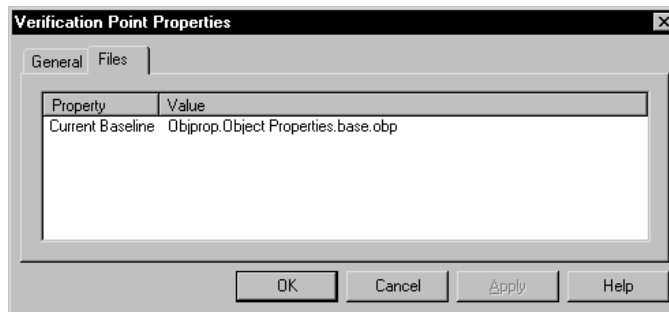 Verification Point Properties
General Files
Property Value
Current Baseline Objprop.Object Properties.base.obp
OK Cancel Apply Help